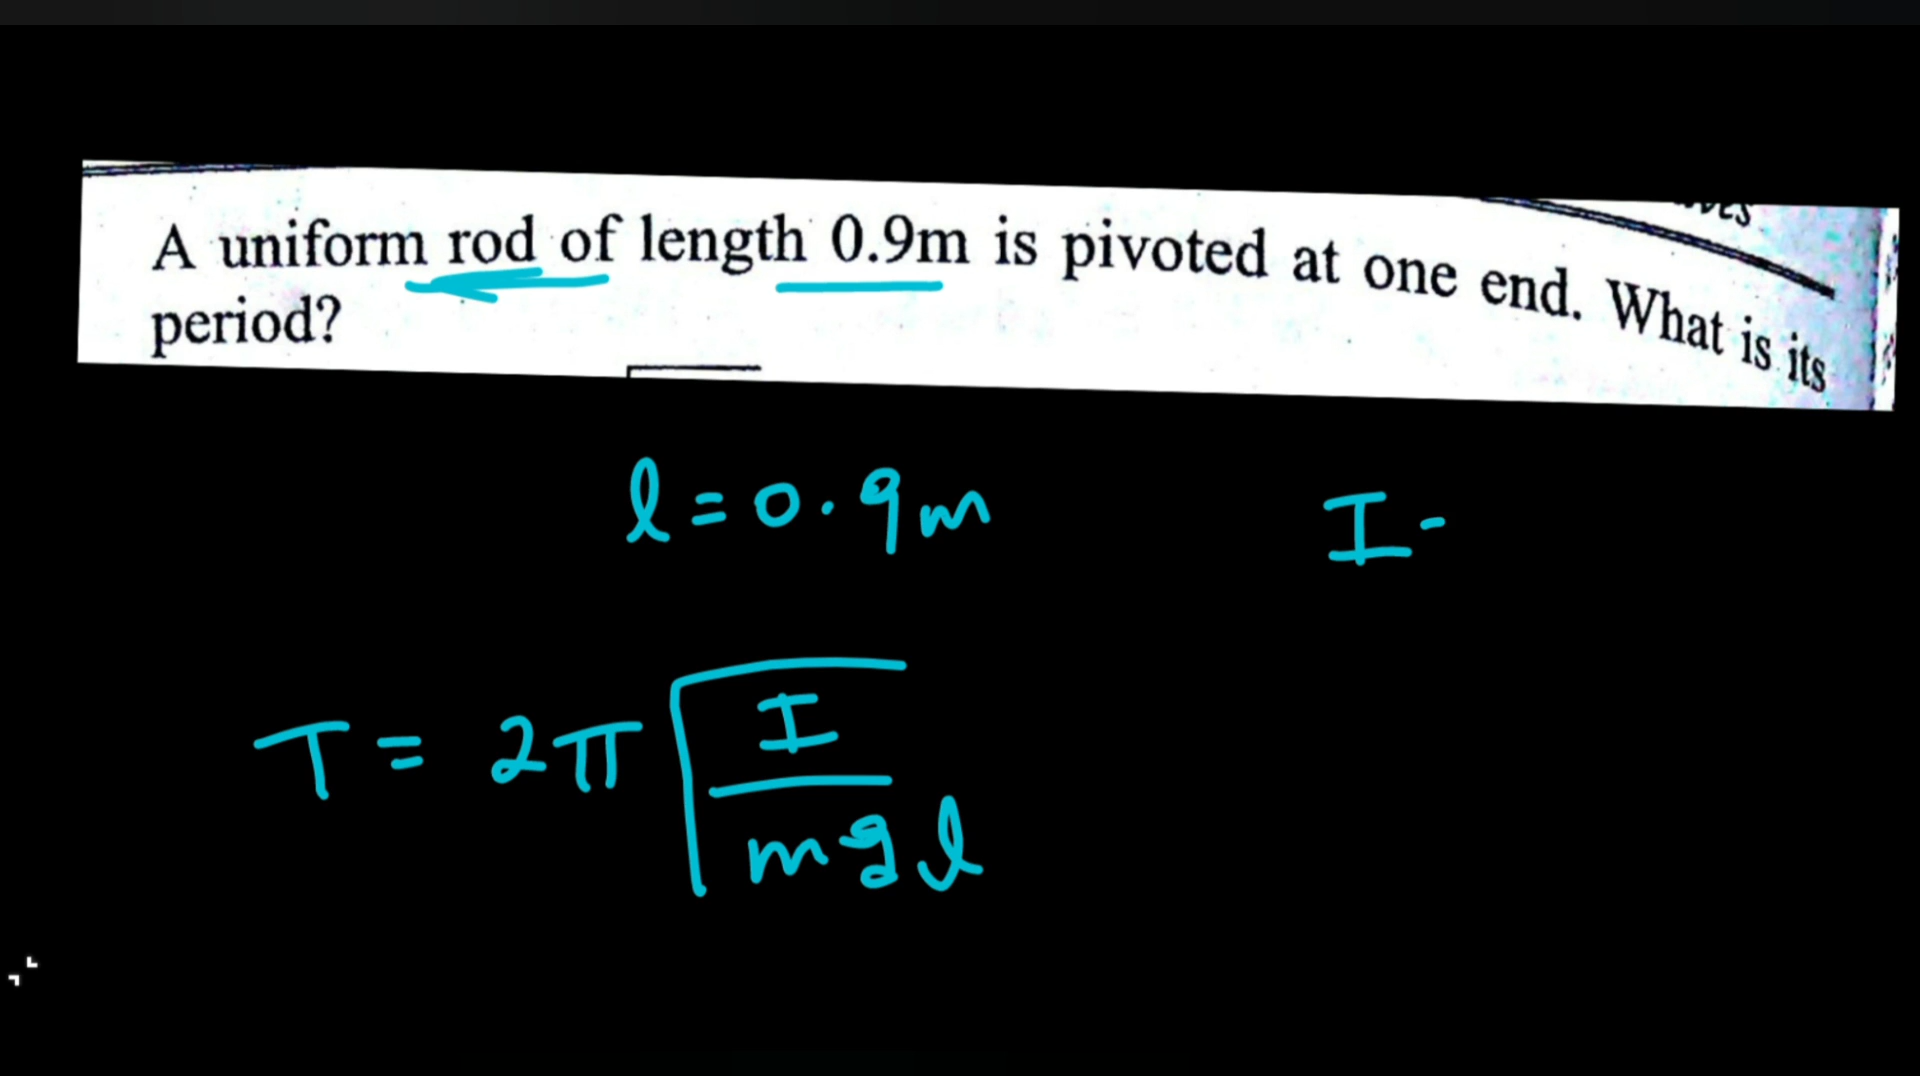 A uniform rod of length 0.9m is pivoted at one end. What is its
period?
l = 0.9m
I -
T = 2π √ I / mgl